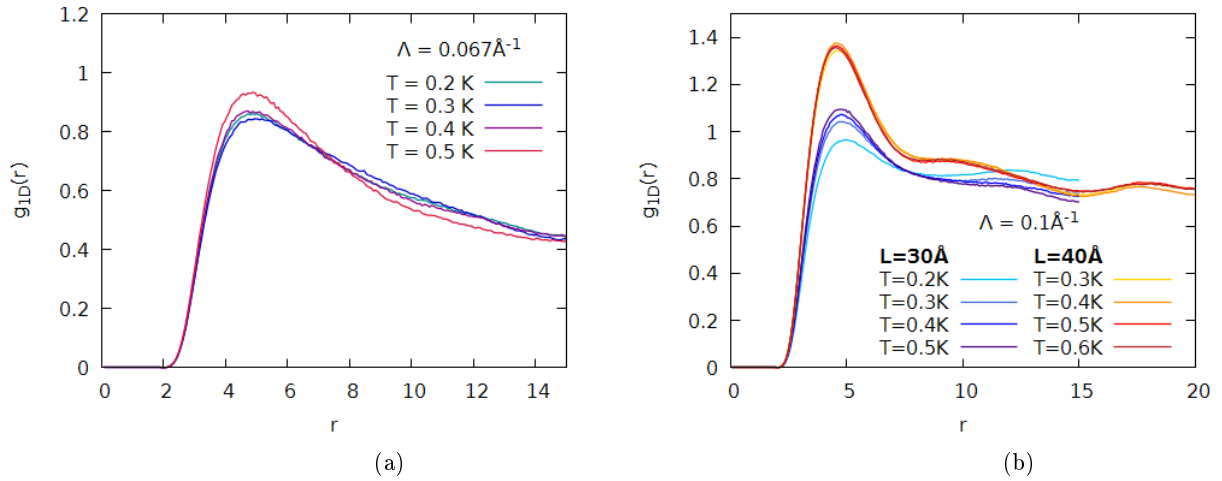 1.2
1
0.8
0.6
0.4
0.2
0
g1D(r)
Λ = 0.067Å-1
T = 0.2 K
T = 0.3 K
T = 0.4 K
T = 0.5 K
0 2 4 6 8 10 12 14
r
(a)
1.4
1.2
1
0.8
0.6
0.4
0.2
0
g1D(r)
Λ = 0.1Å-1
L=30Å L=40Å
T=0.2K T=0.3K
T=0.3K T=0.4K
T=0.4K T=0.5K
T=0.5K T=0.6K
0 5 10 15 20
r
(b)